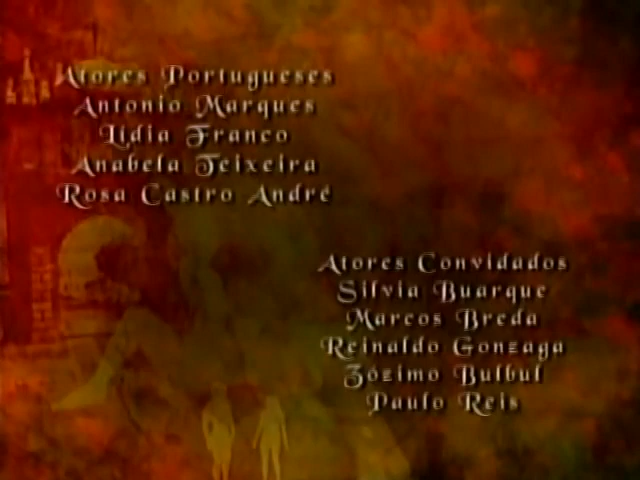 Atores Portugueses
Antonio Marques
Lídia Franco
Anabela Teixeira
Rosa Castro André
Atores Convidados
Silvia Buarque
Marcos Breda
Reinaldo Gonzaga
Zózimo Bulbul
Paulo Reis